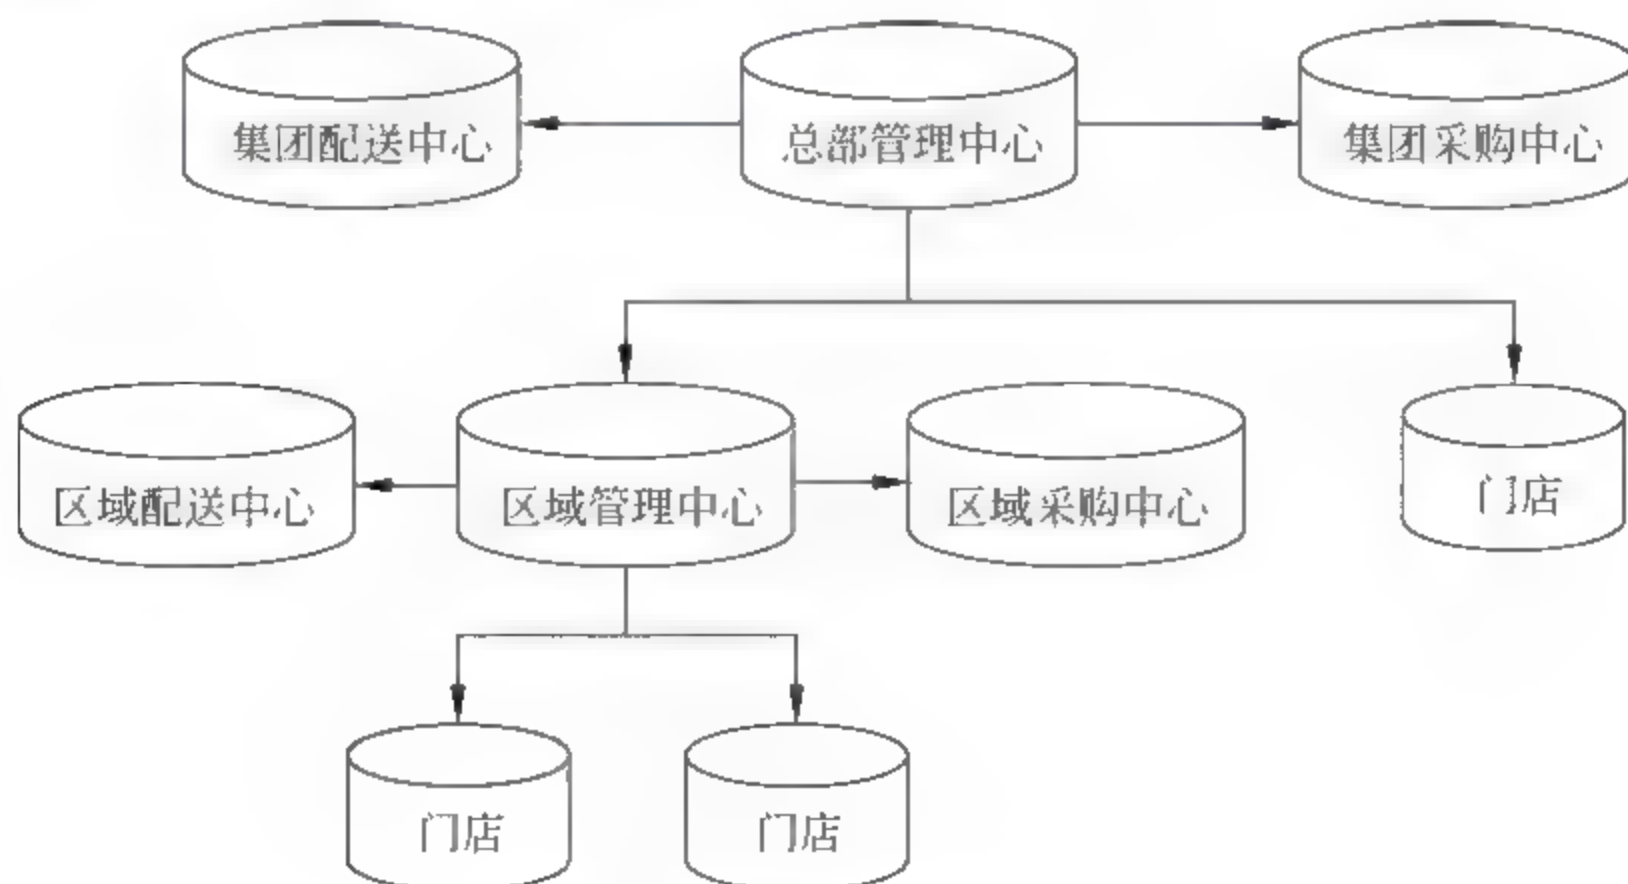 集团配送中心
总部管理中心
集团采购中心
区域配送中心
区域管理中心
区域采购中心
门店
门店
门店